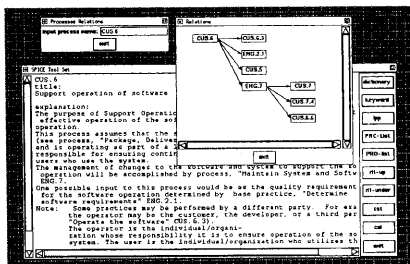 Processes Relations
Input process name: CUS.6
exit
Relations
CUS.6
CUS.6.3
ENG.2.1
CUS.5
ENG.7
CUS.7
CUS.7.4
CUS.6.6
exit
SPICE Tool Set
CUS.6
title:
Support operation of software
explanation:
The purpose of Support Operatio
effective operation of the sof
operation.
This process assumes that the s
(see process, "Package, Deliver
and is operating as part of a l
responsible for ensuring contin
users who use the system.
The management of changes to the software and system to support the to
operation will be accomplished by process, "Maintain System and Softw
ENG.7.
One possible input to this process would be as the quality requirement
for the software operation determined by base practice, "Determine
software requirements" ENG.2.1.
Note: Some practices may be performed by a different party. For exa
the operator may be the customer, the developer, or a third par
"Operate the software" CUS.6.3).
The operator is the individual/organi-
zation whose responsibility it is to ensure operation of the so
system. The user is the individual/organization who utilizes th
dictionary
keyword
bp
PRC-list
PRO-list
rli-up
rli-under
cst
cal
exit